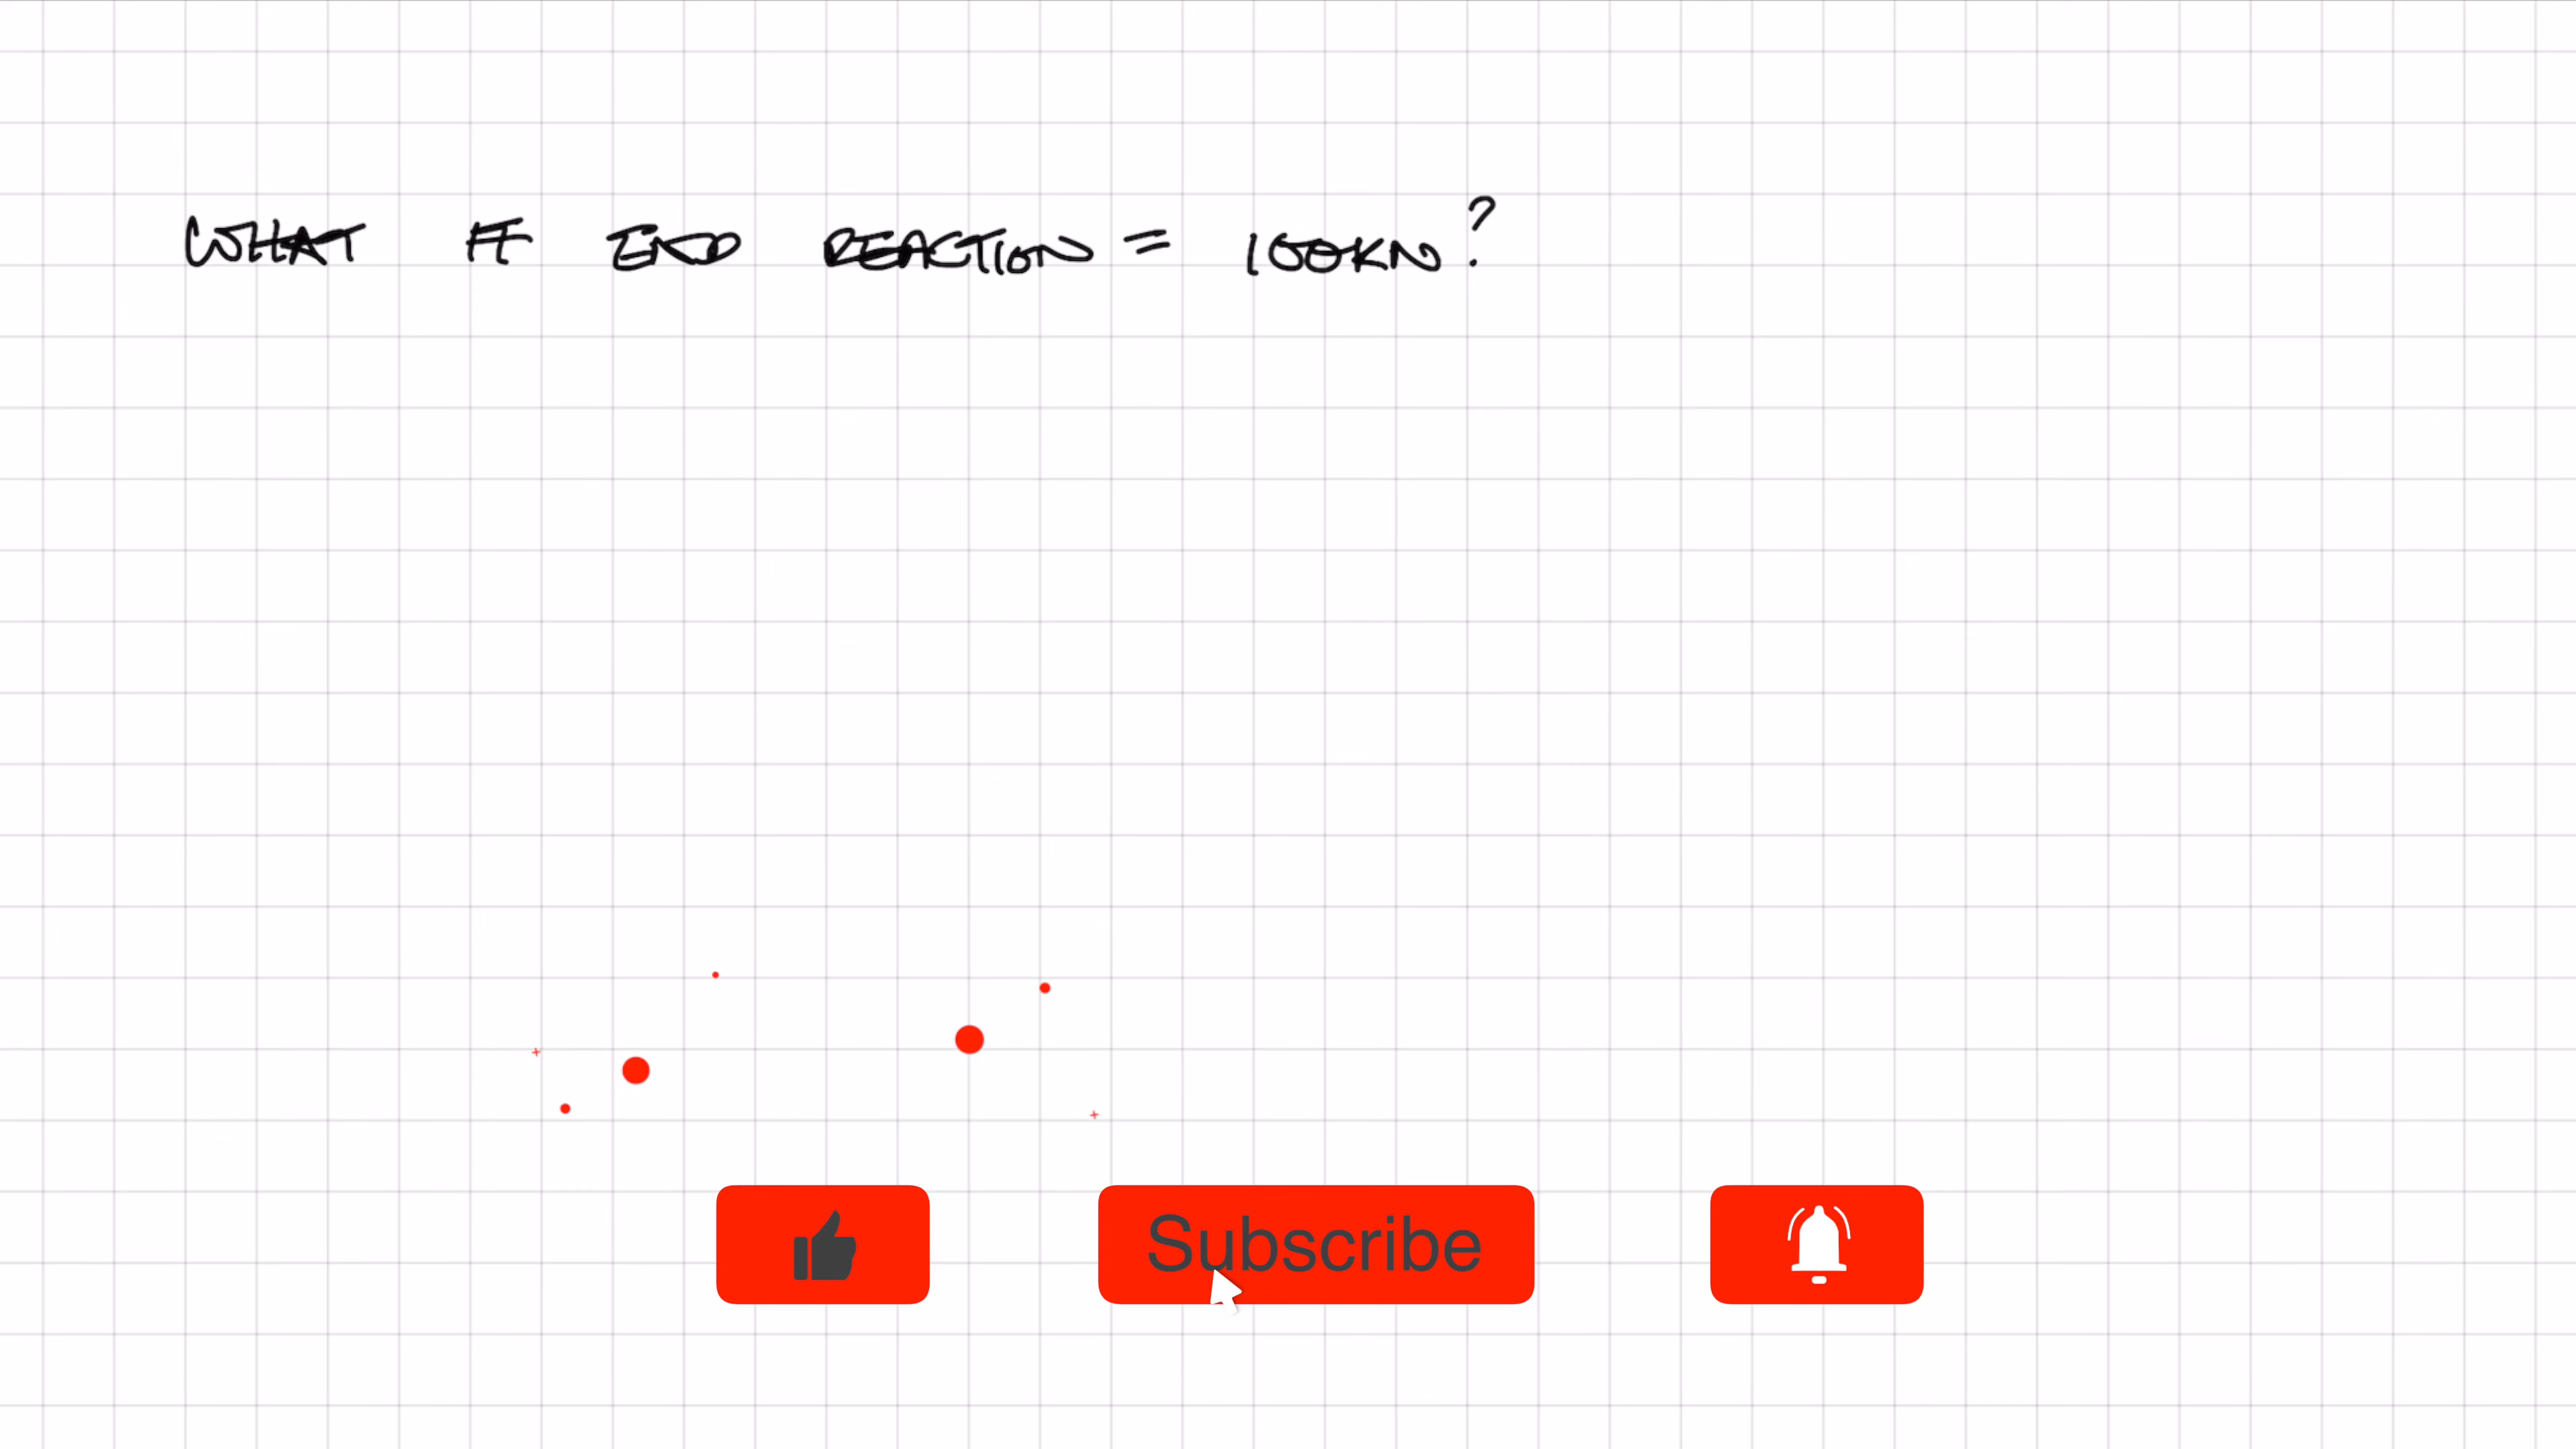 WHAT IF END REACTION = 100KN?
Subscribe